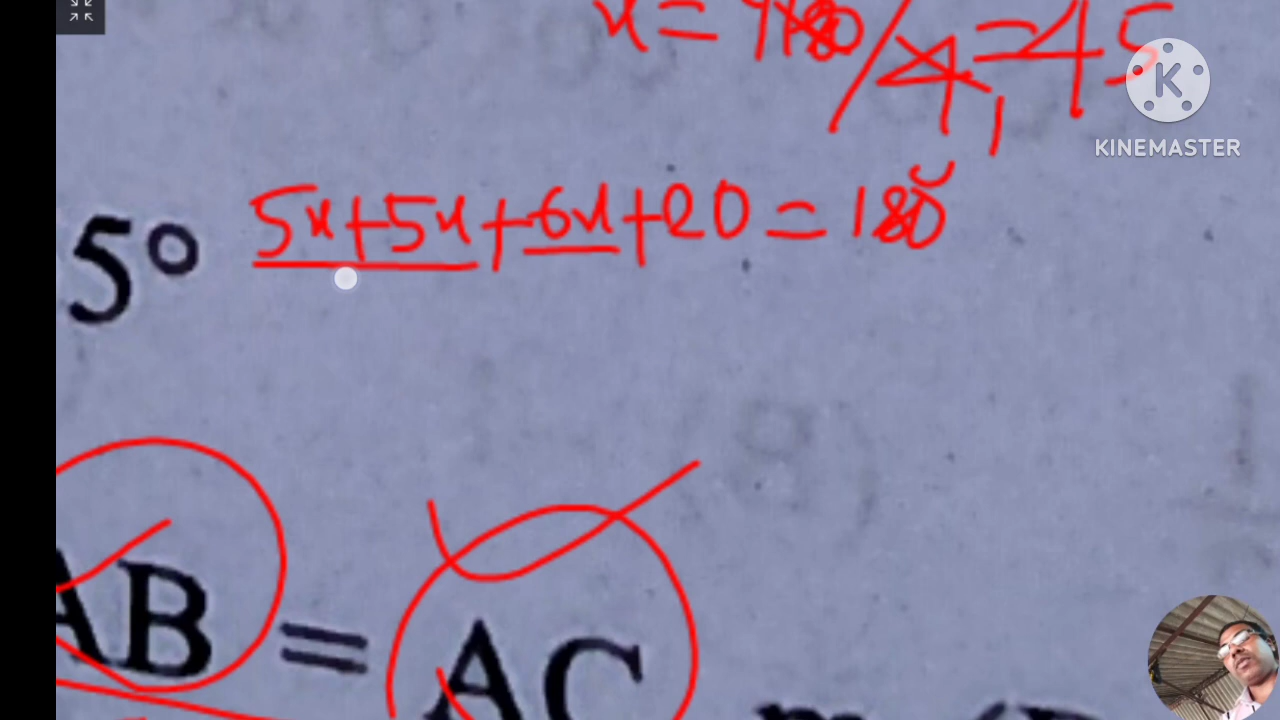 x = 180/4 = 45
K
KINEMASTER
5x+5x+6x+20=180
5°
AB = AC